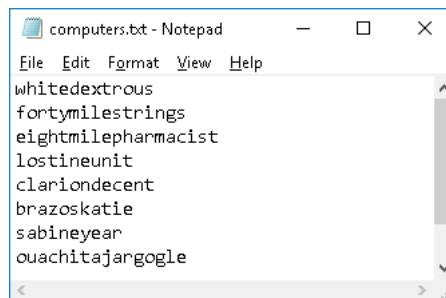 computers.txt - Notepad
File Edit Format View Help
whitedextrous
fortymilestrings
eightmilepharmacist
lostineunit
clariondecent
brazoskatie
sabineyear
ouachitajargogle